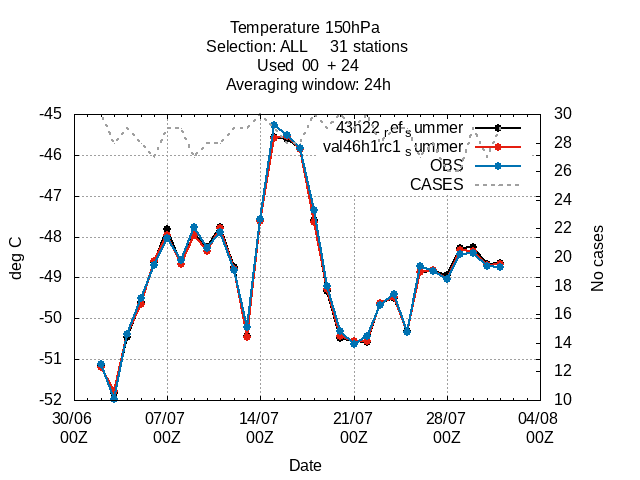 Temperature 150hPa
Selection: ALL     31 stations
Used  00  + 24
Averaging window: 24h
43h22_ref_summer
val46h1rc1_summer
OBS
CASES
deg C
No cases
-45
-46
-47
-48
-49
-50
-51
-52
30
28
26
24
22
20
18
16
14
12
10
30/06 07/07 14/07 21/07 28/07 04/08
00Z 00Z 00Z 00Z 00Z 00Z
Date